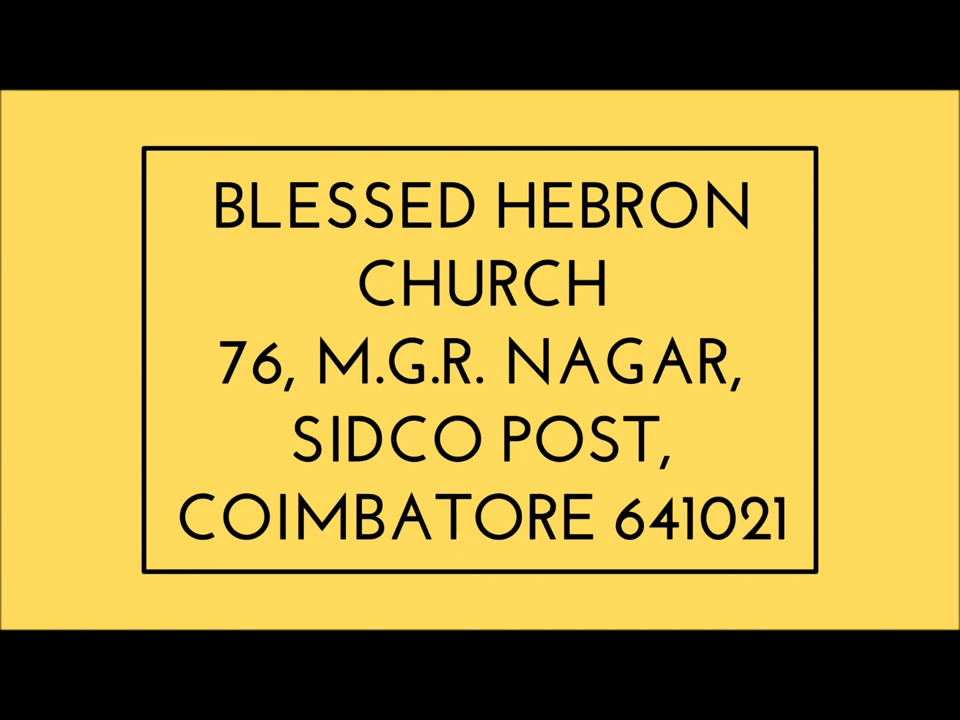 BLESSED HEBRON
CHURCH
76, M.G.R. NAGAR,
SIDCO POST,
COIMBATORE 641021